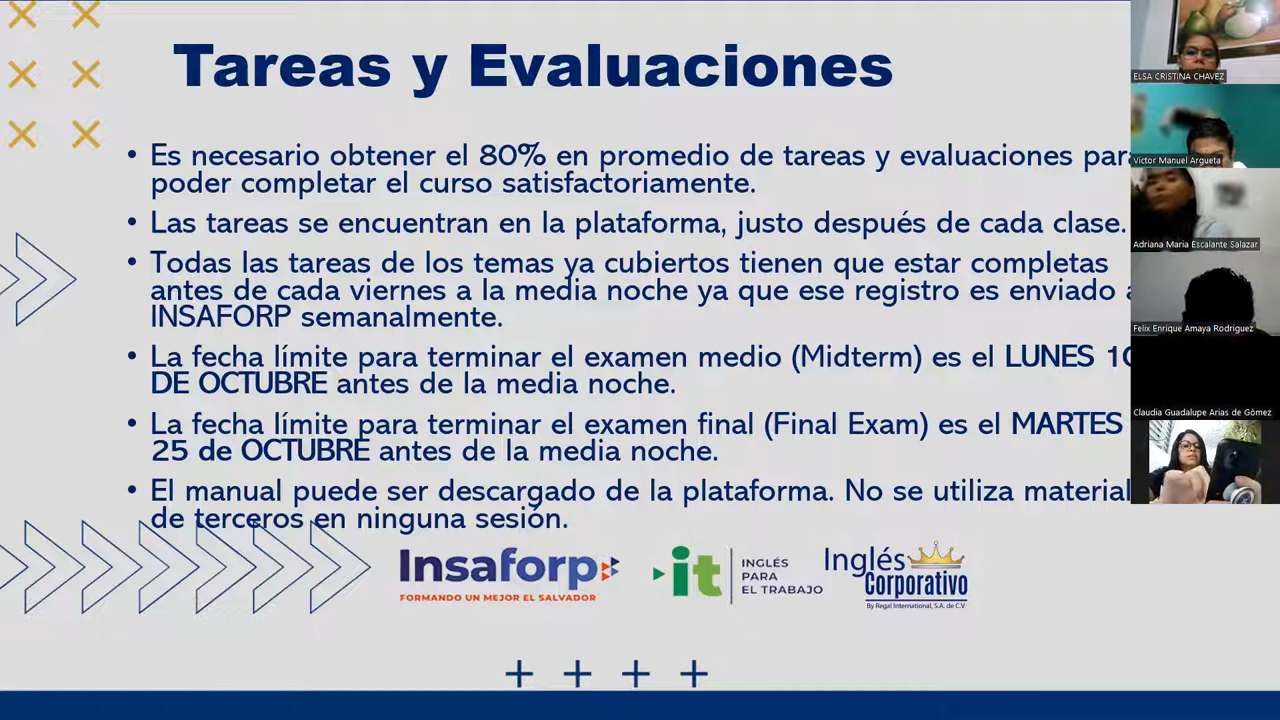 Tareas y Evaluaciones
• Es necesario obtener el 80% en promedio de tareas y evaluaciones para
poder completar el curso satisfactoriamente.
• Las tareas se encuentran en la plataforma, justo después de cada clase.
• Todas las tareas de los temas ya cubiertos tienen que estar completas
antes de cada viernes a la media noche ya que ese registro es enviado a
INSAFORP semanalmente.
• La fecha límite para terminar el examen medio (Midterm) es el LUNES
DE OCTUBRE antes de la media noche.
• La fecha límite para terminar el examen final (Final Exam) es el MARTES
25 de OCTUBRE antes de la media noche.
• El manual puede ser descargado de la plataforma. No se utiliza material
de terceros en ninguna sesión.
Insaforp
FORMANDO UN MEJOR EL SALVADOR
it
INGLÉS
PARA
EL TRABAJO
Inglés
Corporativo
By Regal International, S.A. de C.V.
ELSA CRISTINA CHAVEZ
Victor Manuel Argueta
Adriana Maria Escalante Salazar
Felix Enrique Amaya Rodriguez
Claudia Guadalupe Arias de Gómez